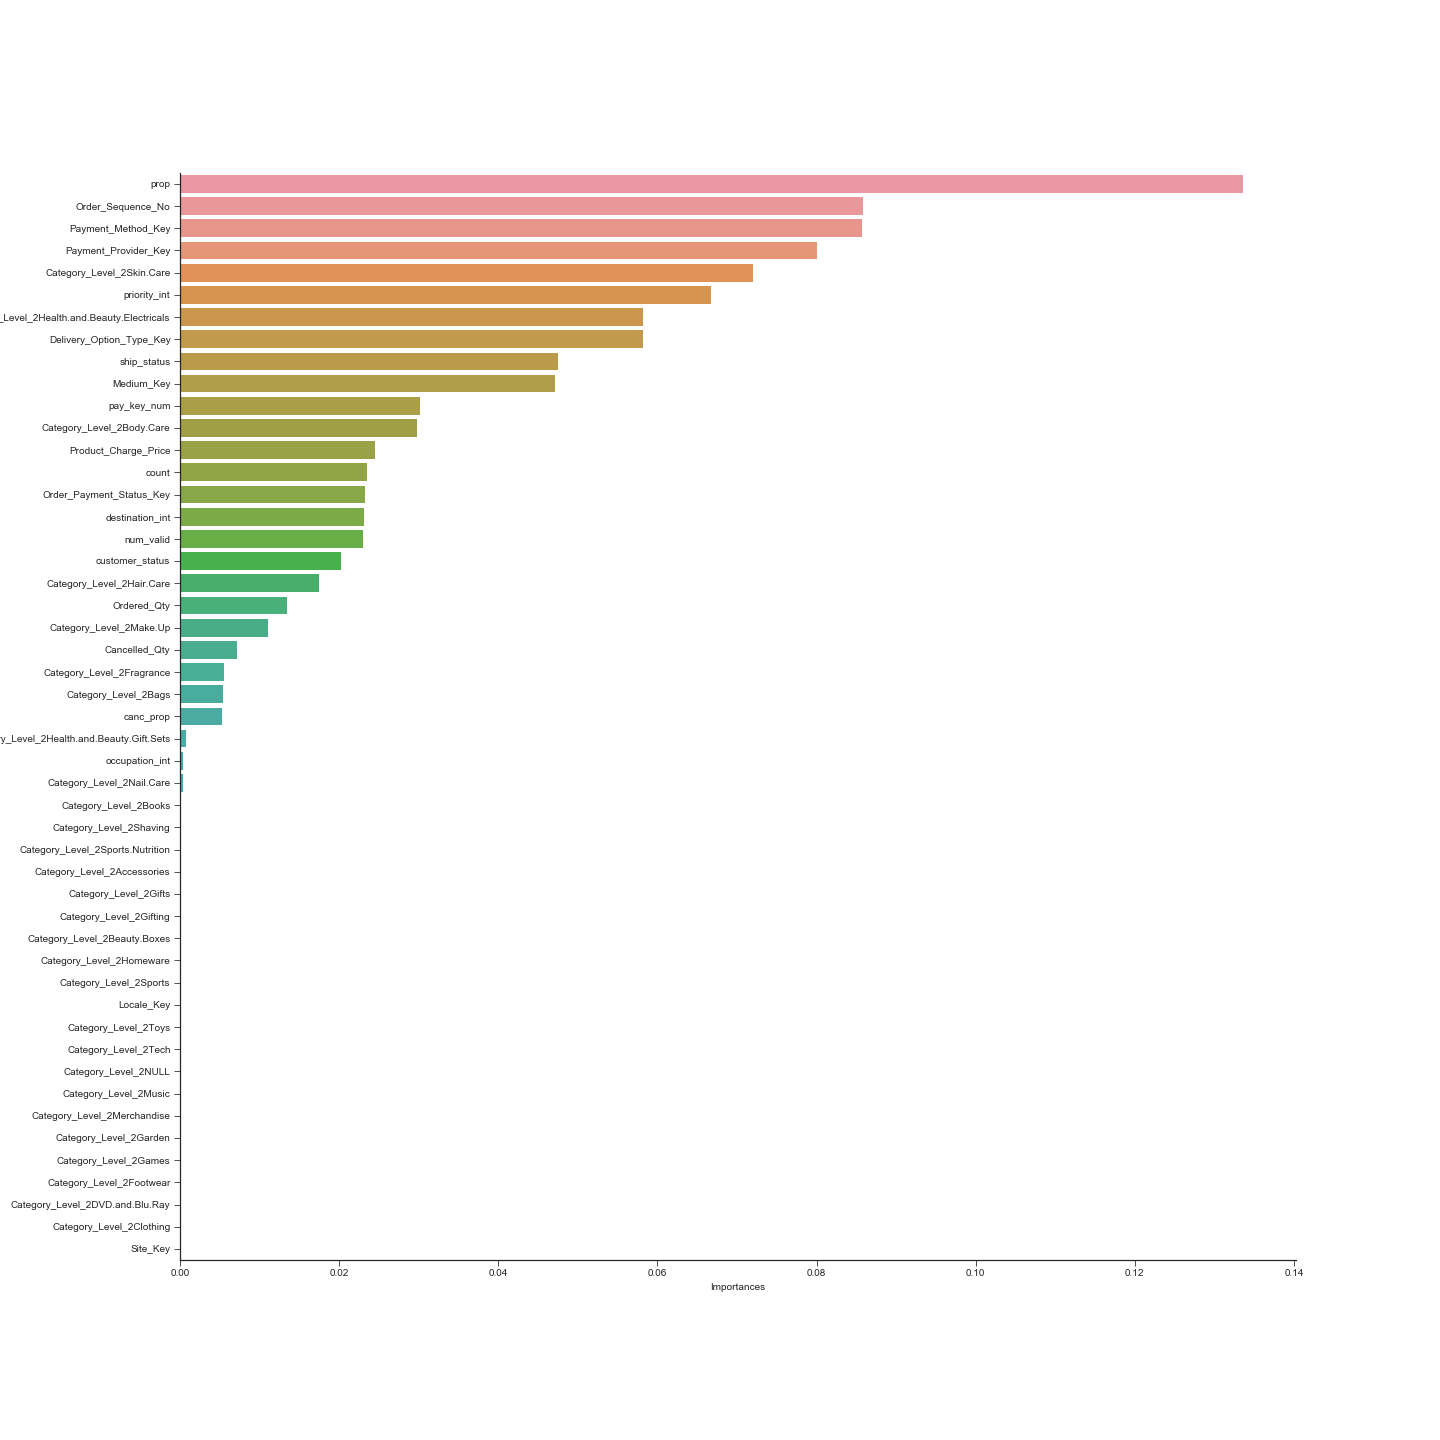 prop
Order_Sequence_No
Payment_Method_Key
Payment_Provider_Key
Category_Level_2Skin.Care
priority_int
_Level_2Health.and.Beauty.Electricals
Delivery_Option_Type_Key
ship_status
Medium_Key
pay_key_num
Category_Level_2Body.Care
Product_Charge_Price
count
Order_Payment_Status_Key
destination_int
num_valid
customer_status
Category_Level_2Hair.Care
Ordered_Qty
Category_Level_2Make.Up
Cancelled_Qty
Category_Level_2Fragrance
Category_Level_2Bags
canc_prop
y_Level_2Health.and.Beauty.Gift.Sets
occupation_int
Category_Level_2Nail.Care
Category_Level_2Books
Category_Level_2Shaving
Category_Level_2Sports.Nutrition
Category_Level_2Accessories
Category_Level_2Gifts
Category_Level_2Gifting
Category_Level_2Beauty.Boxes
Category_Level_2Homeware
Category_Level_2Sports
Locale_Key
Category_Level_2Toys
Category_Level_2Tech
Category_Level_2NULL
Category_Level_2Music
Category_Level_2Merchandise
Category_Level_2Garden
Category_Level_2Games
Category_Level_2Footwear
Category_Level_2DVD.and.Blu.Ray
Category_Level_2Clothing
Site_Key
0.00 0.02 0.04 0.06 0.08 0.10 0.12 0.14
Importances